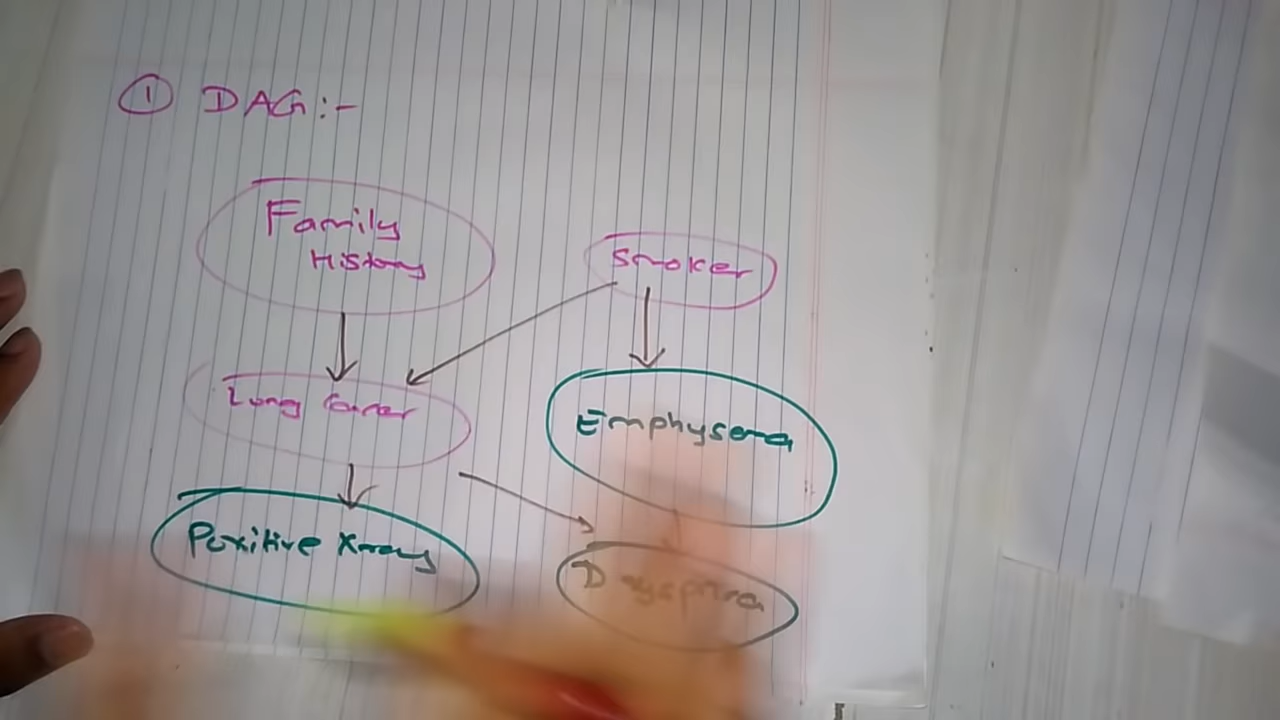 ① DAG:-
Family
History
Smoker
Lung Cancer
Emphysema
Positive Xray